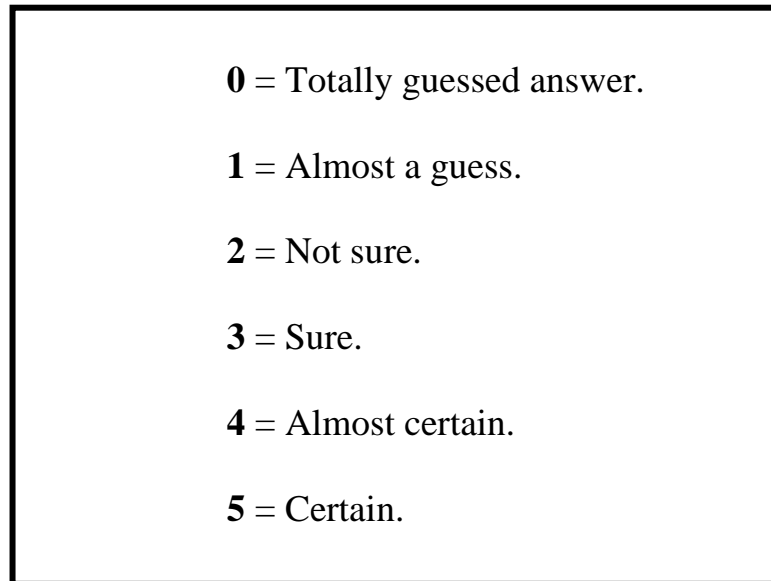 0 = Totally guessed answer.
1 = Almost a guess.
2 = Not sure.
3 = Sure.
4 = Almost certain.
5 = Certain.